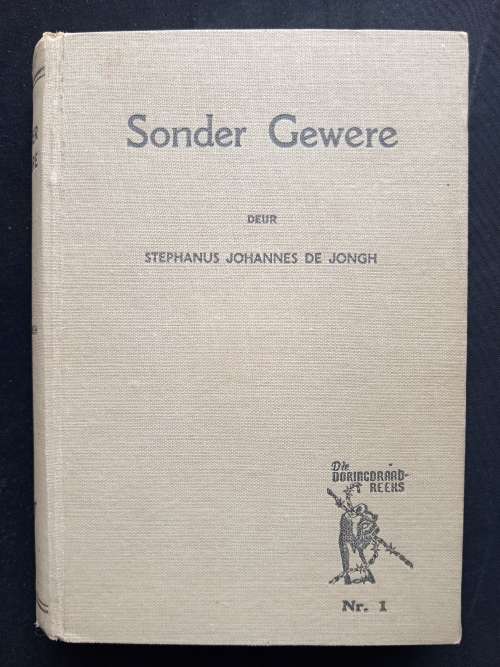 Sonder Gewere
DEUR
STEPHANUS JOHANNES DE JONGH
Die
DORINGDRAAD-
REEKS
Nr. 1